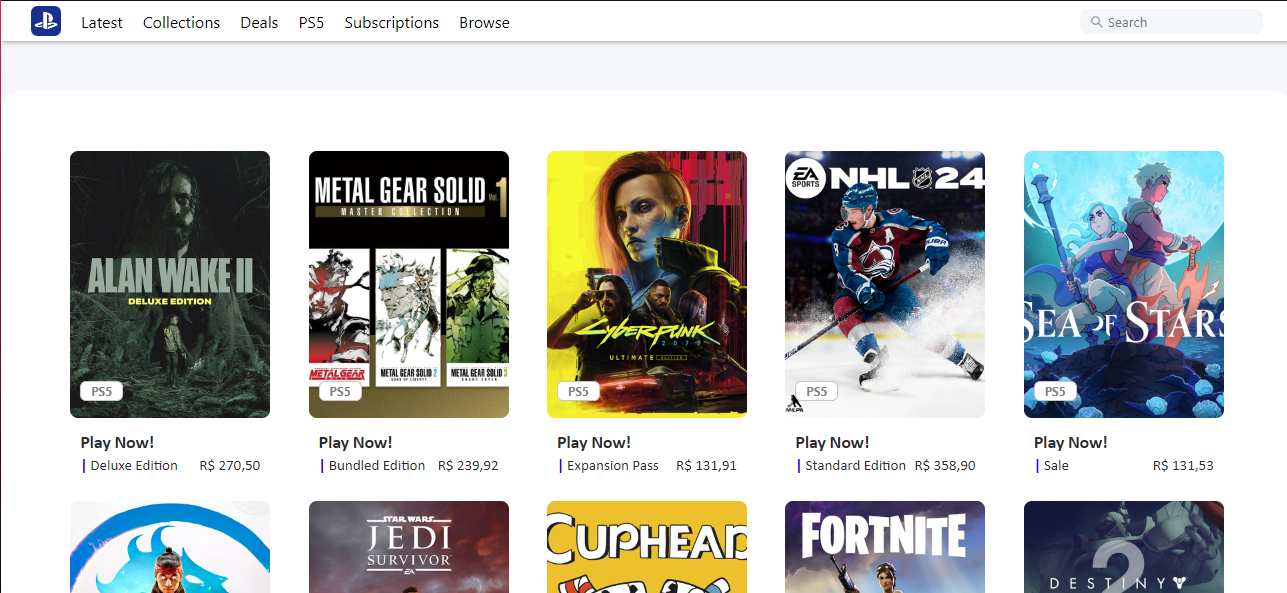 Latest Collections Deals PS5 Subscriptions Browse Search
ALAN WAKE II
DELUXE EDITION
PS5
Play Now!
Deluxe Edition R$ 270,50
METAL GEAR SOLID Vol. 1
MASTER COLLECTION
METAL GEAR
METAL GEAR SOLID 2
SONS OF LIBERTY
METAL GEAR SOLID 3
SNAKE EATER
PS5
Play Now!
Bundled Edition R$ 239,92
Cyberpunk
2077
ULTIMATE EDITION
PS5
Play Now!
Expansion Pass R$ 131,91
EA SPORTS NHL 24
NHLPA
PS5
Play Now!
Standard Edition R$ 358,90
SEA OF STARS
PS5
Play Now!
Sale R$ 131,53
STAR WARS
JEDI
SURVIVOR
EA
CUPHEAD
FORTNITE
2
DESTINY